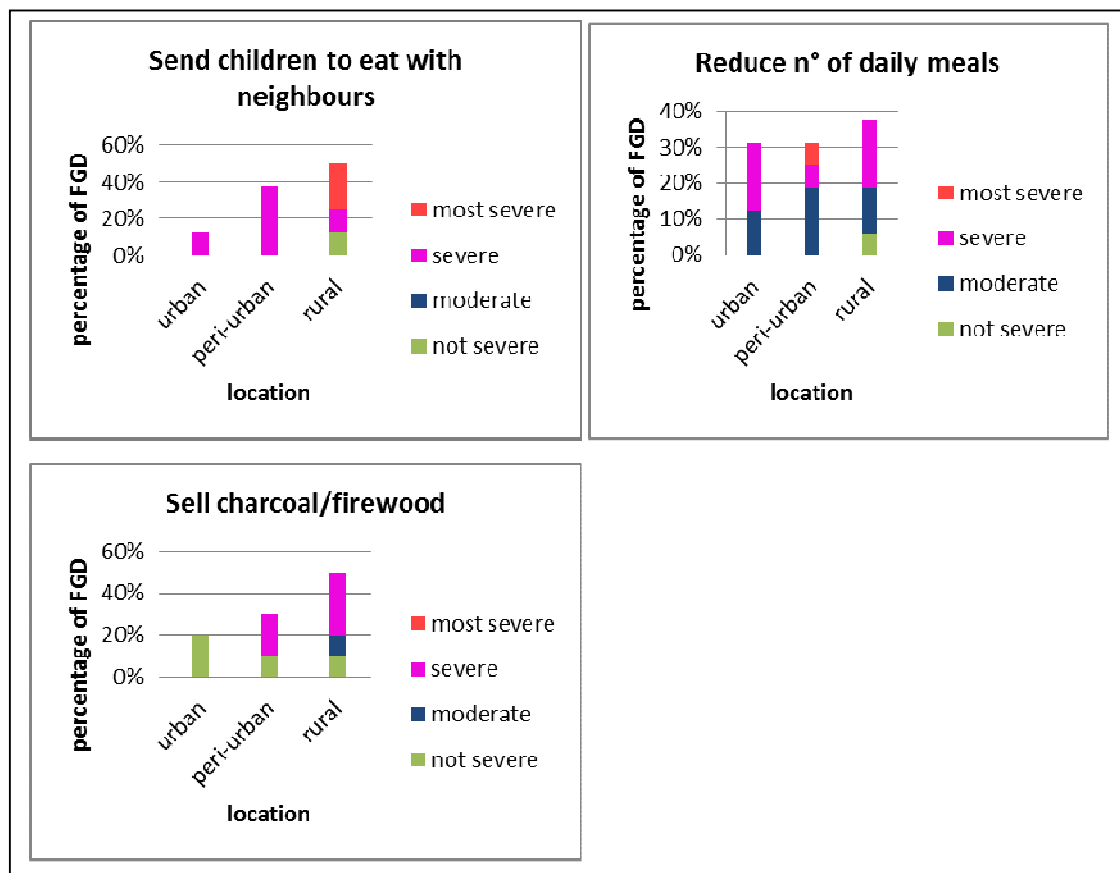 Send children to eat with
neighbours
percentage of FGD
60%
40%
20%
0%
urban
peri-urban
rural
location
most severe
severe
moderate
not severe
Reduce n° of daily meals
percentage of FGD
40%
30%
20%
10%
0%
urban
peri-urban
rural
location
most severe
severe
moderate
not severe
Sell charcoal/firewood
percentage of FGD
60%
40%
20%
0%
urban
peri-urban
rural
location
most severe
severe
moderate
not severe